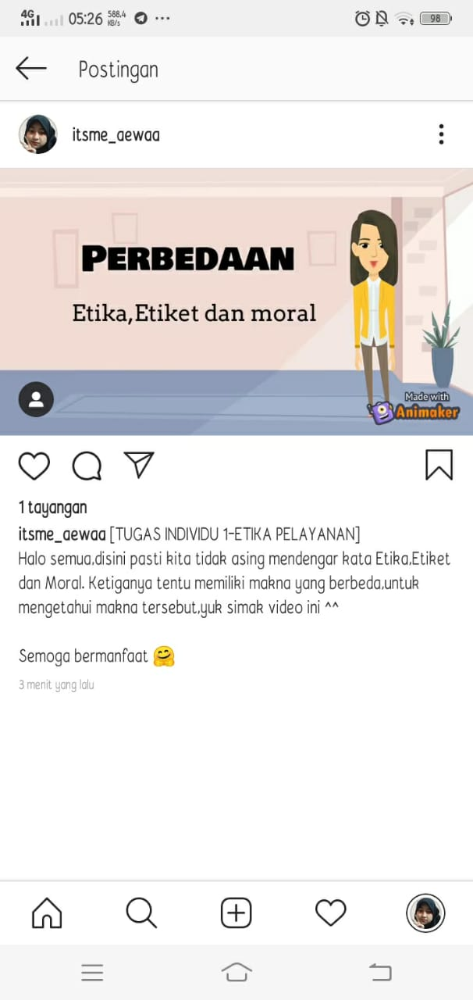 4G 05:26 588.4 KB/s ... 98
Postingan
itsme_aewaa
PERBEDAAN
Etika,Etiket dan moral
Made with
Animaker
1 tayangan
itsme_aewaa [TUGAS INDIVIDU 1-ETIKA PELAYANAN]
Halo semua,disini pasti kita tidak asing mendengar kata Etika,Etiket
dan Moral. Ketiganya tentu memiliki makna yang berbeda,untuk
mengetahui makna tersebut,yuk simak video ini ^^
Semoga bermanfaat 🤗
3 menit yang lalu